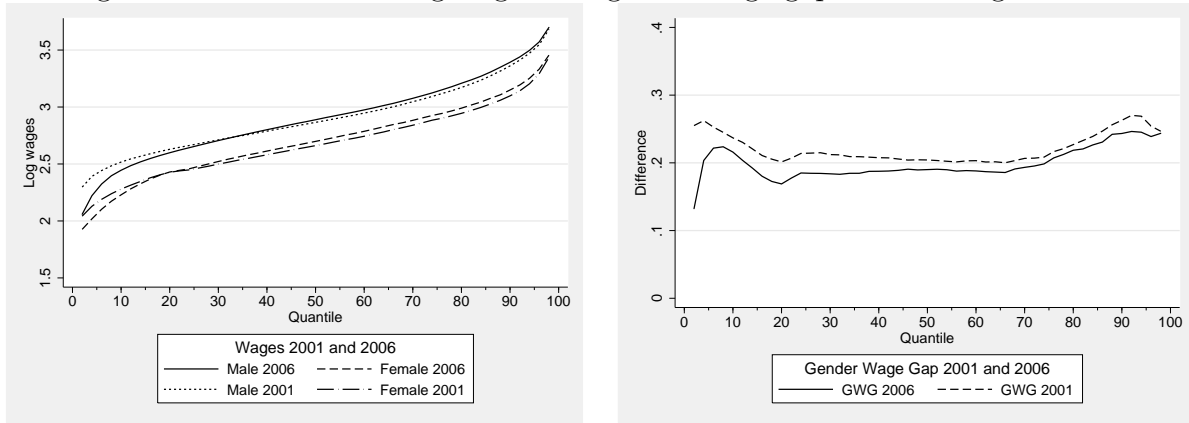 Log wages
3.5
3
2.5
2
1.5
0 10 20 30 40 50 60 70 80 90 100
Quantile
Wages 2001 and 2006
Male 2006 Female 2006
Male 2001 Female 2001
Difference
.4
.3
.2
.1
0
0 10 20 30 40 50 60 70 80 90 100
Quantile
Gender Wage Gap 2001 and 2006
GWG 2006 GWG 2001